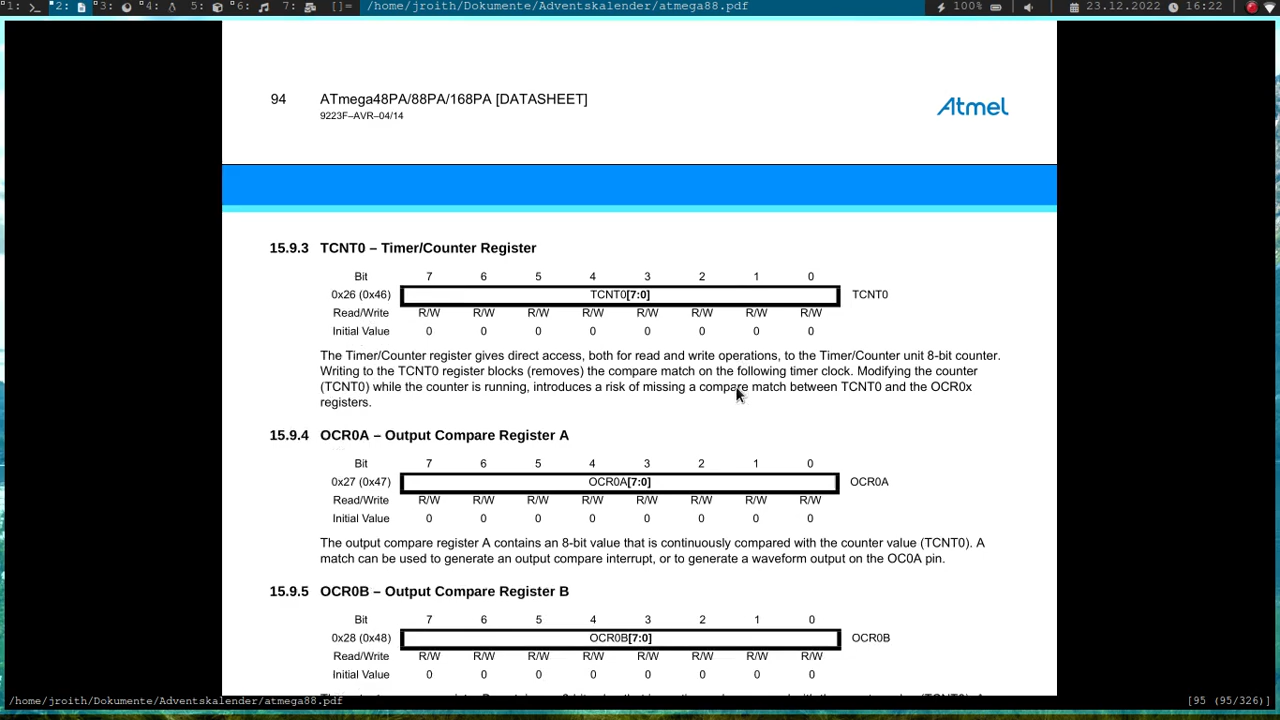 1: 2: 3: 4: 5: 6: 7: []= /home/jroith/Dokumente/Adventskalender/atmega88.pdf 100% 23.12.2022 16:22
94 ATmega48PA/88PA/168PA [DATASHEET]
9223F–AVR–04/14
Atmel
15.9.3 TCNT0 – Timer/Counter Register
Bit 7 6 5 4 3 2 1 0
0x26 (0x46) TCNT0[7:0] TCNT0
Read/Write R/W R/W R/W R/W R/W R/W R/W R/W
Initial Value 0 0 0 0 0 0 0 0
The Timer/Counter register gives direct access, both for read and write operations, to the Timer/Counter unit 8-bit counter.
Writing to the TCNT0 register blocks (removes) the compare match on the following timer clock. Modifying the counter
(TCNT0) while the counter is running, introduces a risk of missing a compare match between TCNT0 and the OCR0x
registers.
15.9.4 OCR0A – Output Compare Register A
Bit 7 6 5 4 3 2 1 0
0x27 (0x47) OCR0A[7:0] OCR0A
Read/Write R/W R/W R/W R/W R/W R/W R/W R/W
Initial Value 0 0 0 0 0 0 0 0
The output compare register A contains an 8-bit value that is continuously compared with the counter value (TCNT0). A
match can be used to generate an output compare interrupt, or to generate a waveform output on the OC0A pin.
15.9.5 OCR0B – Output Compare Register B
Bit 7 6 5 4 3 2 1 0
0x28 (0x48) OCR0B[7:0] OCR0B
Read/Write R/W R/W R/W R/W R/W R/W R/W R/W
Initial Value 0 0 0 0 0 0 0 0
/home/jroith/Dokumente/Adventskalender/atmega88.pdf [95 (95/326)]